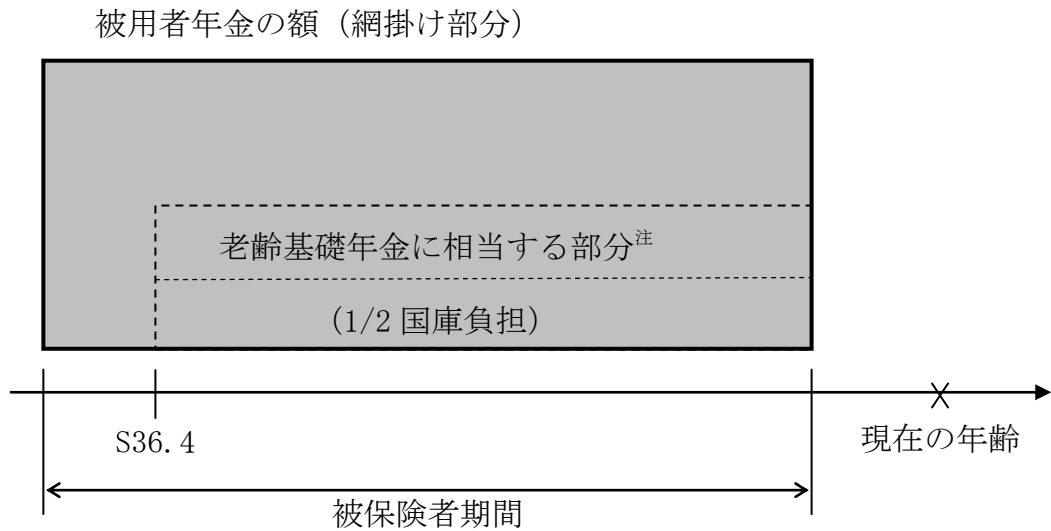 被用者年金の額（網掛け部分）
老齢基礎年金に相当する部分注
(1/2 国庫負担)
S36.4
現在の年齢
被保険者期間